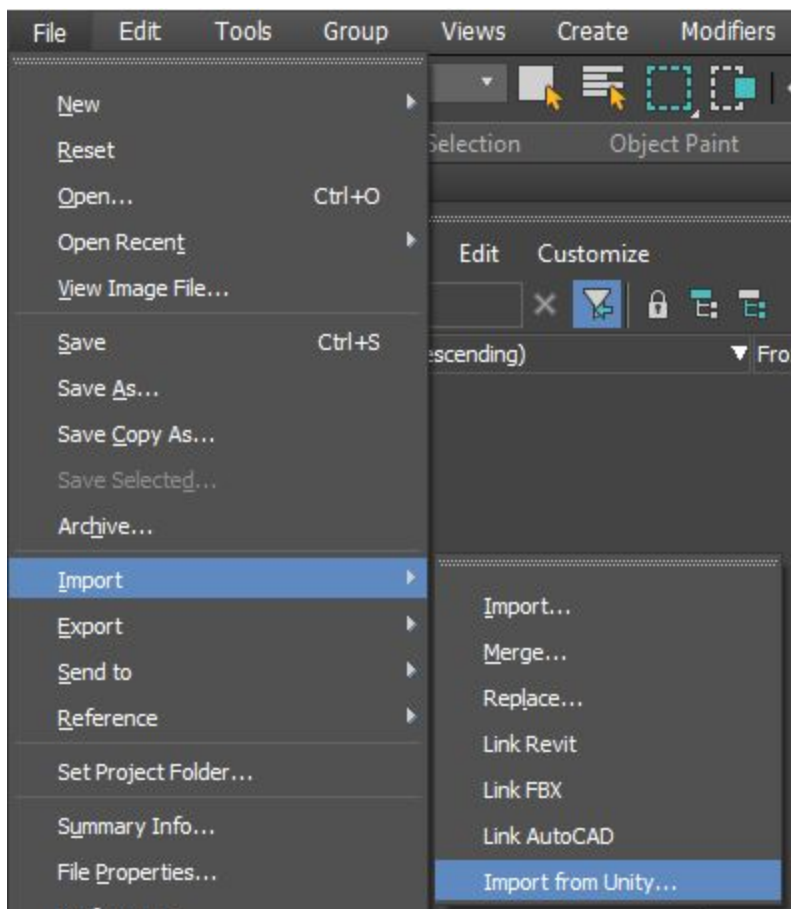 File Edit Tools Group Views Create Modifiers
Selection Object Paint
New
Reset
Open... Ctrl+O
Open Recent
View Image File...
Save Ctrl+S
Save As...
Save Copy As...
Save Selected...
Archive...
Import
Export
Send to
Reference
Set Project Folder...
Summary Info...
File Properties...
Edit Customize
Import...
Merge...
Replace...
Link Revit
Link FBX
Link AutoCAD
Import from Unity...